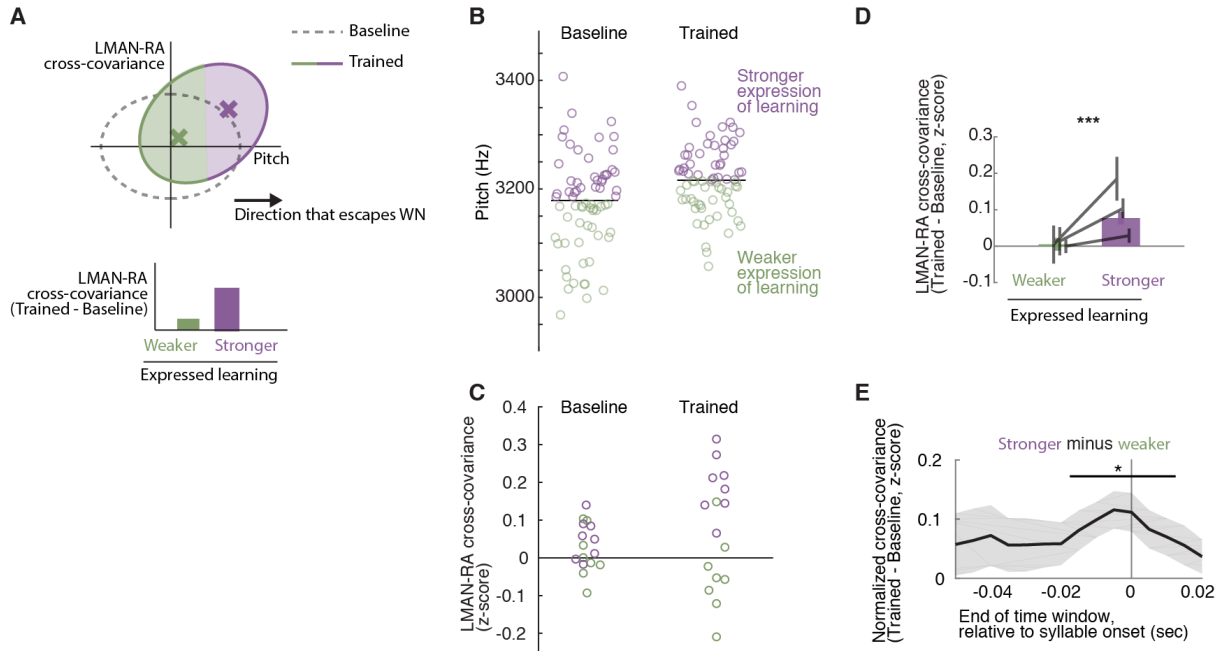 A
LMAN-RA
cross-covariance
Baseline
Trained
Pitch
Direction that escapes WN
LMAN-RA
cross-covariance
(Trained - Baseline)
Weaker
Stronger
Expressed learning
B
Baseline
Trained
Pitch (Hz)
3400
3200
3000
Stronger
expression
of learning
Weaker
expression
of learning
C
Baseline
Trained
LMAN-RA cross-covariance
(z-score)
0.4
0.3
0.2
0.1
0
-0.1
-0.2
D
LMAN-RA cross-covariance
(Trained - Baseline, z-score)
***
0.3
0.2
0.1
0
-0.1
Weaker
Stronger
Expressed learning
E
Normalized cross-covariance
(Trained - Baseline, z-score)
Stronger minus weaker
*
0.2
0.1
0
-0.04
-0.02
0
0.02
End of time window,
relative to syllable onset (sec)